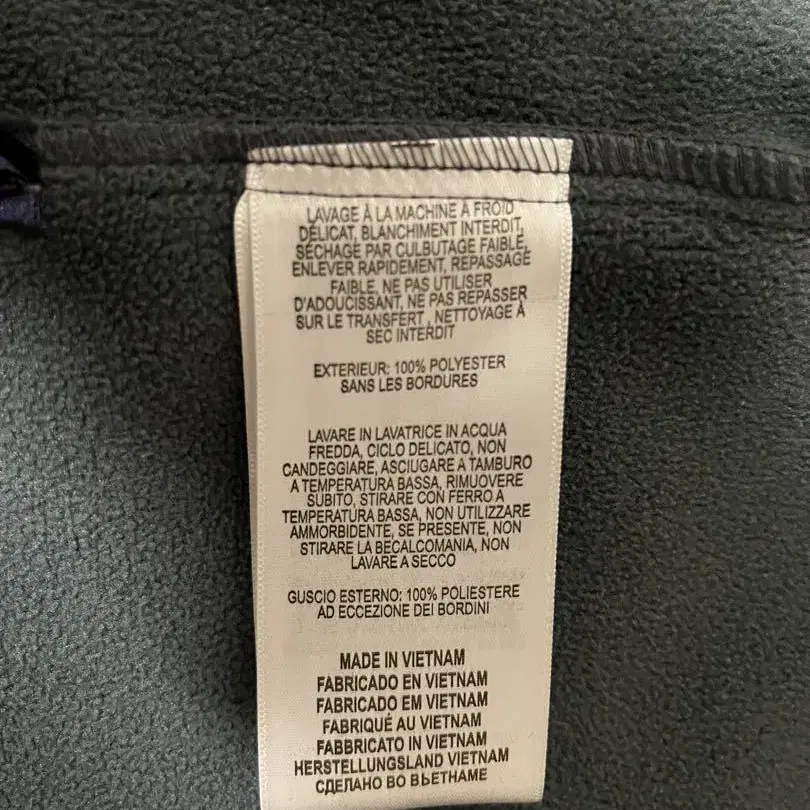 LAVAGE À LA MACHINE À FROID
DÉLICAT, BLANCHIMENT INTERDIT,
SÉCHAGE PAR CULBUTAGE FAIBLE,
ENLEVER RAPIDEMENT, REPASSAGE
FAIBLE, NE PAS UTILISER
D'ADOUCISSANT, NE PAS REPASSER
SUR LE TRANSFERT , NETTOYAGE À
SEC INTERDIT
EXTERIEUR: 100% POLYESTER
SANS LES BORDURES
LAVARE IN LAVATRICE IN ACQUA
FREDDA, CICLO DELICATO, NON
CANDEGGIARE, ASCIUGARE A TAMBURO
A TEMPERATURA BASSA, RIMUOVERE
SUBITO, STIRARE CON FERRO A
TEMPERATURA BASSA, NON UTILIZZARE
AMMORBIDENTE, SE PRESENTE, NON
STIRARE LA BECALCOMANIA, NON
LAVARE A SECCO
GUSCIO ESTERNO: 100% POLIESTERE
AD ECCEZIONE DEI BORDINI
MADE IN VIETNAM
FABRICADO EN VIETNAM
FABRICADO EM VIETNAM
FABRIQUÉ AU VIETNAM
FABBRICATO IN VIETNAM
HERSTELLUNGSLAND VIETNAM
СДЕЛАНО ВО ВЬЕТНАМЕ